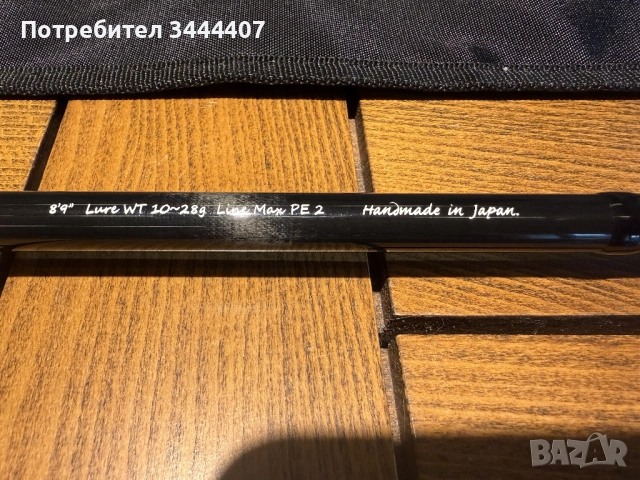 Потребител 3444407
8'9" Lure WT 10~28g Line Max PE 2 Handmade in Japan.
BAZAR